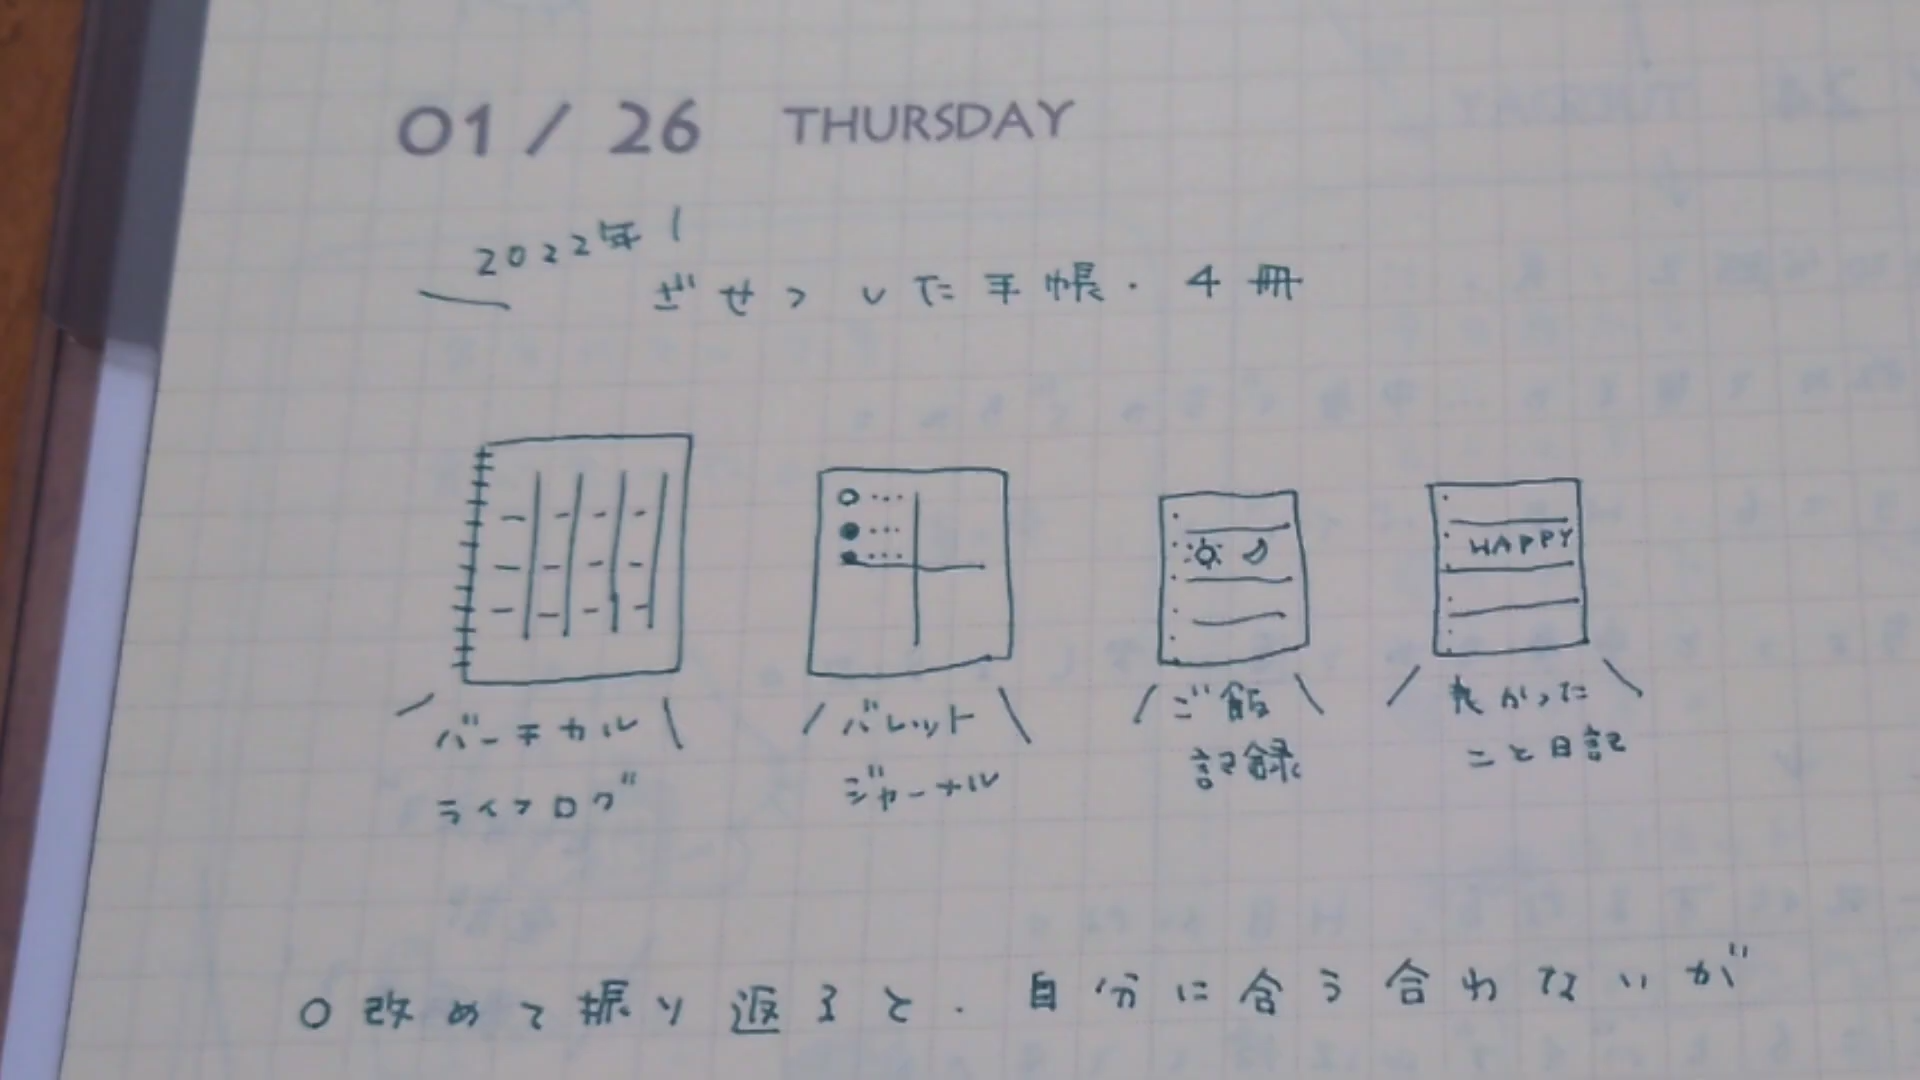 01 / 26 THURSDAY
2022年
ざせつした手帳・4冊
HAPPY
バーチカル
ライフログ
バレット
ジャーナル
ご飯
記録
よかった
こと日記
○改めて振り返ると、自分に合う合わないが